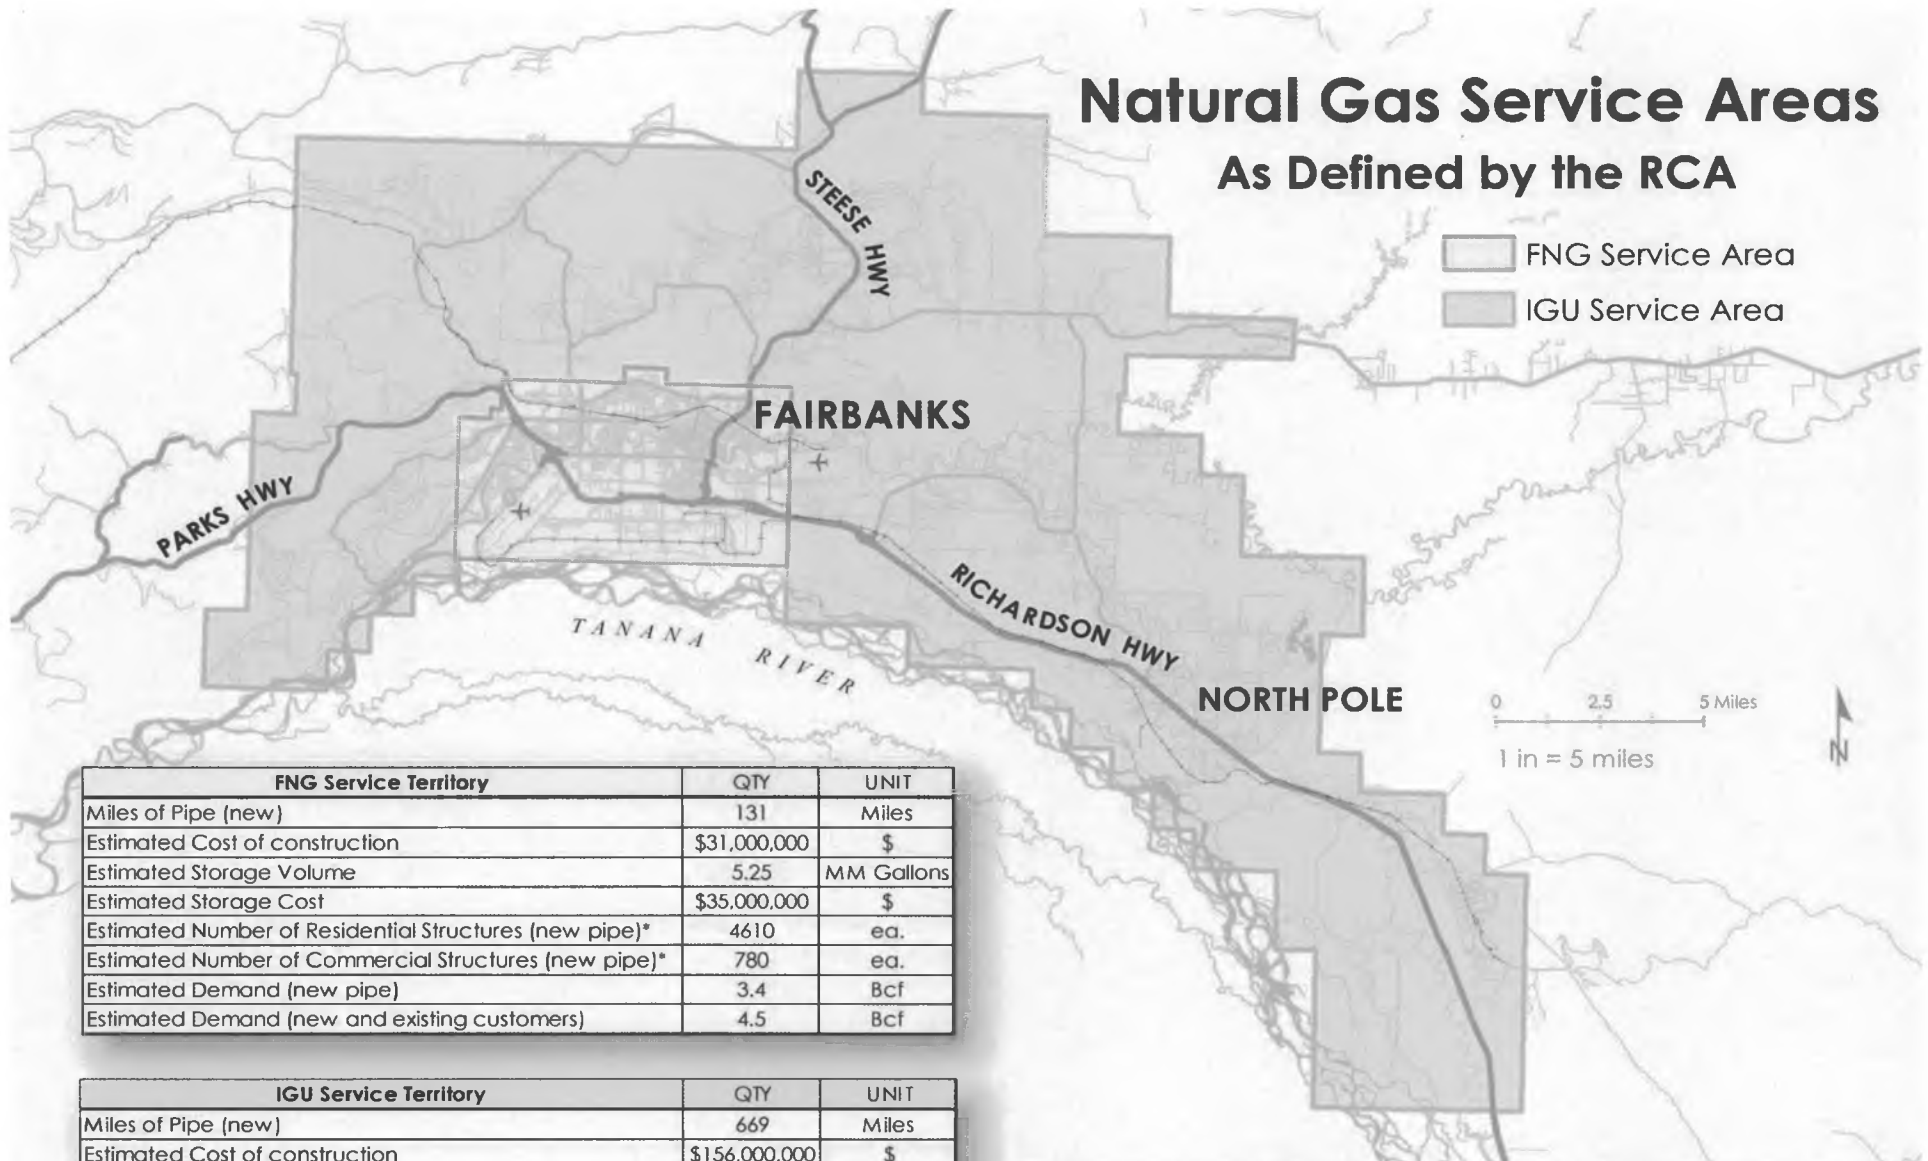 Natural Gas Service Areas
As Defined by the RCA
FNG Service Area
IGU Service Area
STEESE HWY
FAIRBANKS
PARKS HWY
RICHARDSON HWY
TANANA RIVER
NORTH POLE
0 2.5 5 Miles
1 in = 5 miles
N
FNG Service Territory QTY UNIT
Miles of Pipe (new) 131 Miles
Estimated Cost of construction $31,000,000 $
Estimated Storage Volume 5.25 MM Gallons
Estimated Storage Cost $35,000,000 $
Estimated Number of Residential Structures (new pipe)* 4610 ea.
Estimated Number of Commercial Structures (new pipe)* 780 ea.
Estimated Demand (new pipe) 3.4 Bcf
Estimated Demand (new and existing customers) 4.5 Bcf
IGU Service Territory QTY UNIT
Miles of Pipe (new) 669 Miles
Estimated Cost of construction $156,000,000 $